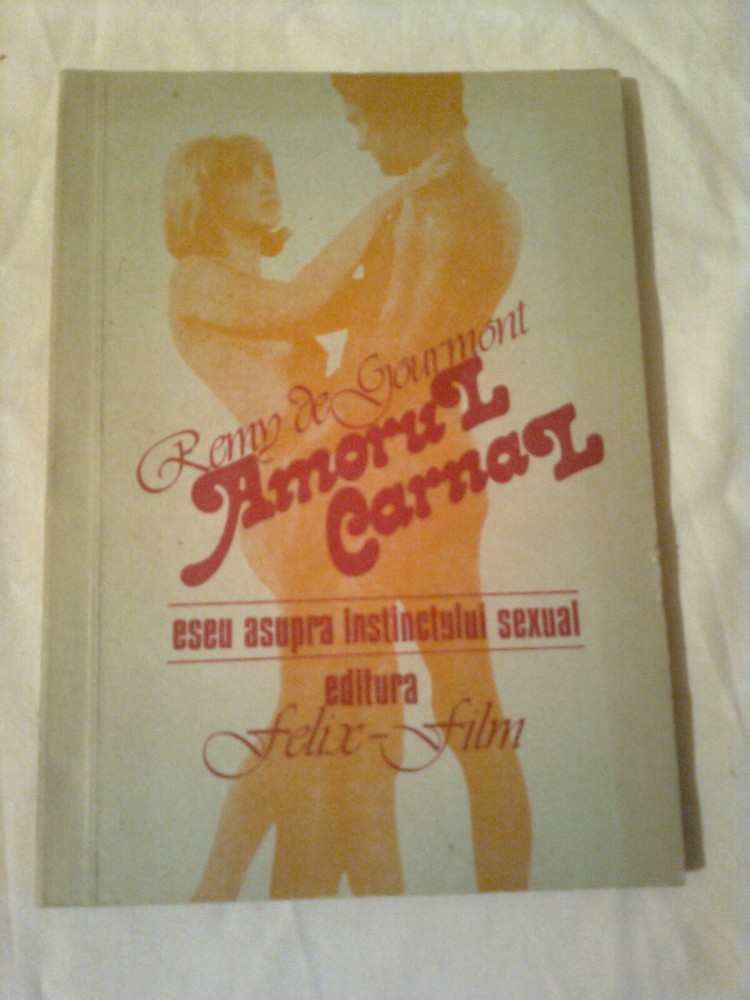 Remy de Gourmont
Amorul
Carnal
eseu asupra instinctului sexual
editura
Felix-Film